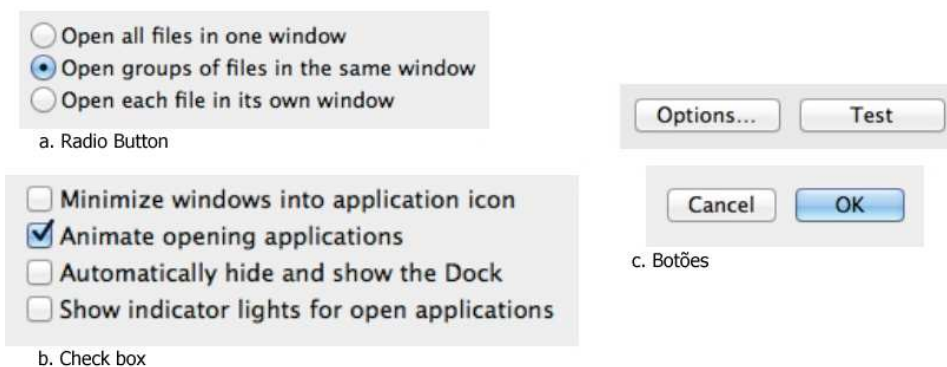 Open all files in one window
Open groups of files in the same window
Open each file in its own window
a. Radio Button
Minimize windows into application icon
Animate opening applications
Automatically hide and show the Dock
Show indicator lights for open applications
b. Check box
Options... Test
Cancel OK
c. Botões